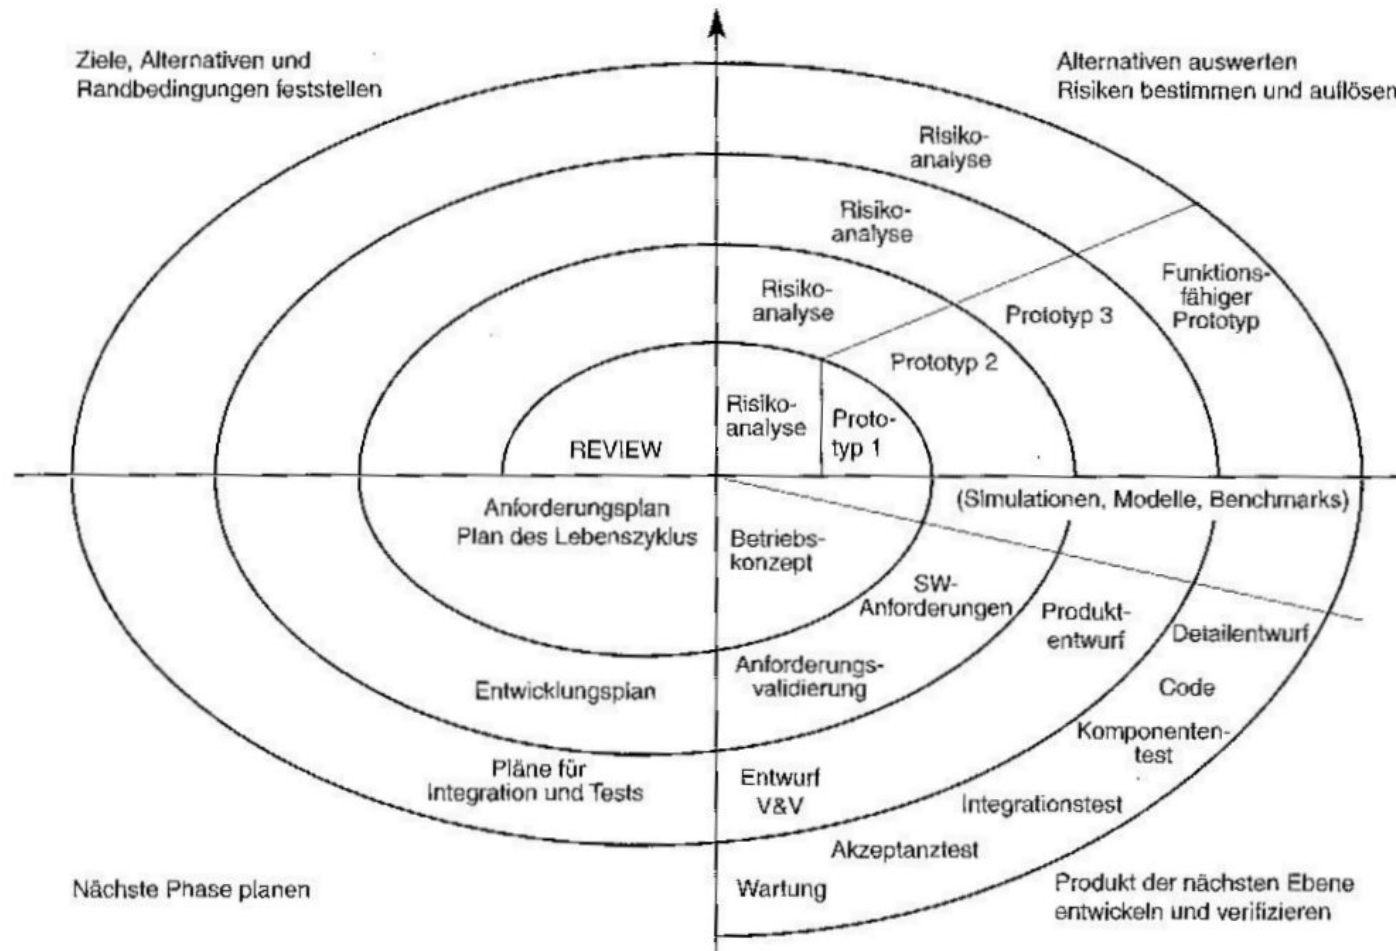 Ziele, Alternativen und
Randbedingungen feststellen
Alternativen auswerten
Risiken bestimmen und auflösen
Risiko-
analyse
Risiko-
analyse
Risiko-
analyse
Funktions-
fähiger
Prototyp
Prototyp 3
Prototyp 2
Risiko-
analyse
Proto-
typ 1
REVIEW
(Simulationen, Modelle, Benchmarks)
Anforderungsplan
Plan des Lebenszyklus
Betriebs-
konzept
SW-
Anforderungen
Produkt-
entwurf
Detailentwurf
Entwicklungsplan
Anforderungs-
validierung
Code
Komponenten-
test
Pläne für
Integration und Tests
Entwurf
V&V
Integrationstest
Akzeptanztest
Wartung
Nächste Phase planen
Produkt der nächsten Ebene
entwickeln und verifizieren